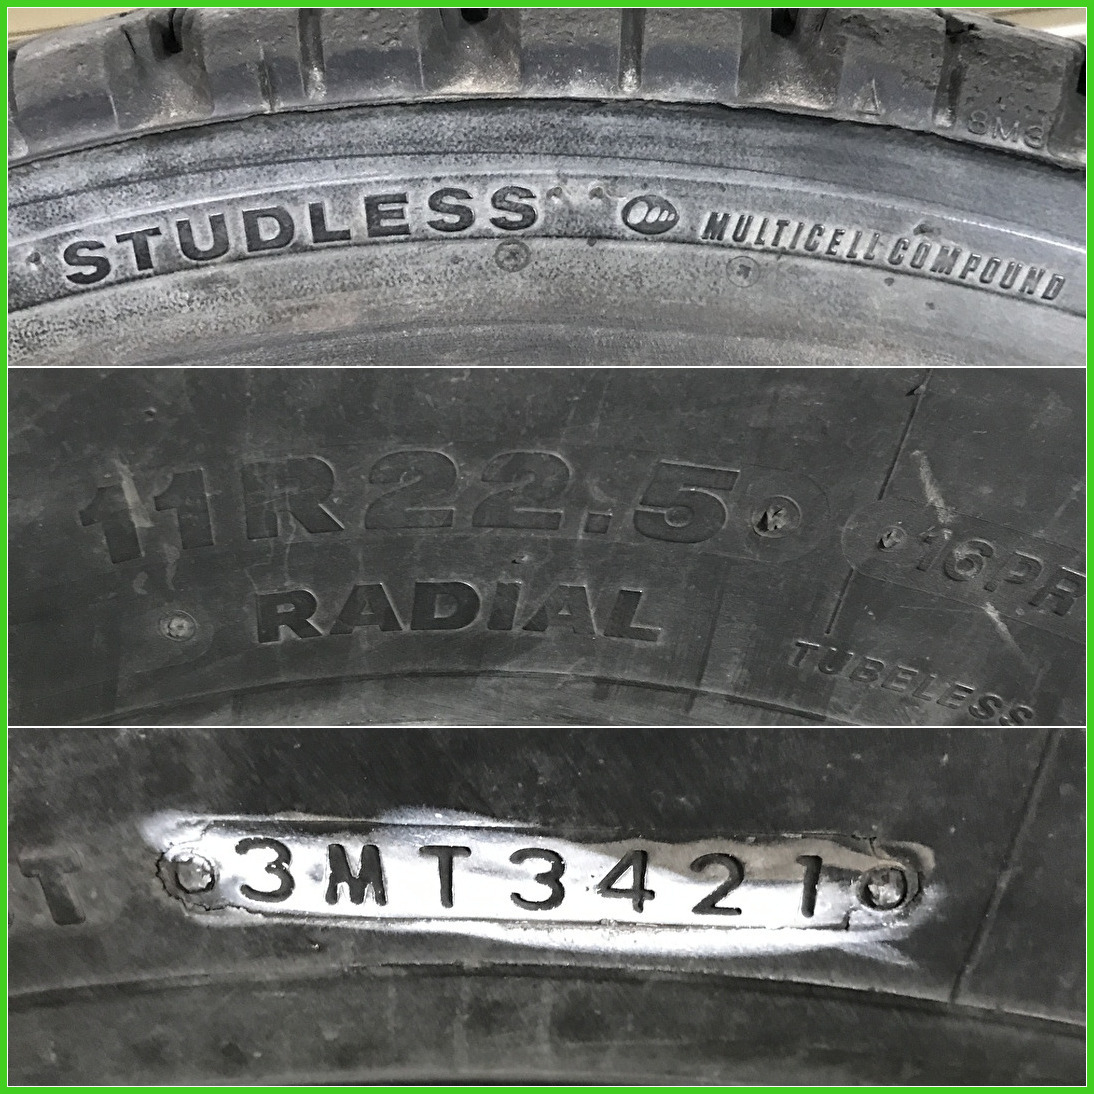 8M3
STUDLESS MULTICELL COMPOUND
11R22.5 16PR
RADIAL
TUBELESS
3MT3421